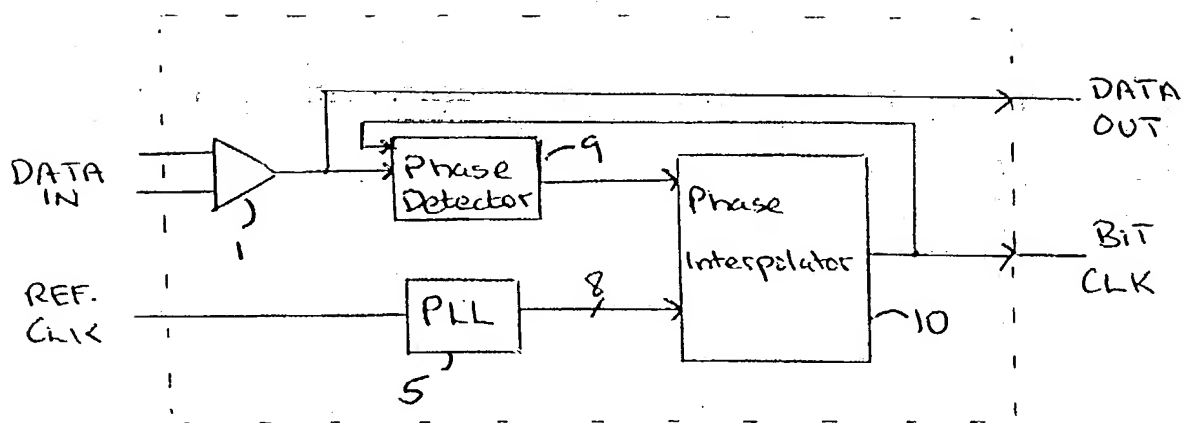 DATA
OUT
9
DATA
IN
Phase
Detector
1
Phase
Interpolator
BiT
CLK
REF.
CLK
PLL
8
10
5